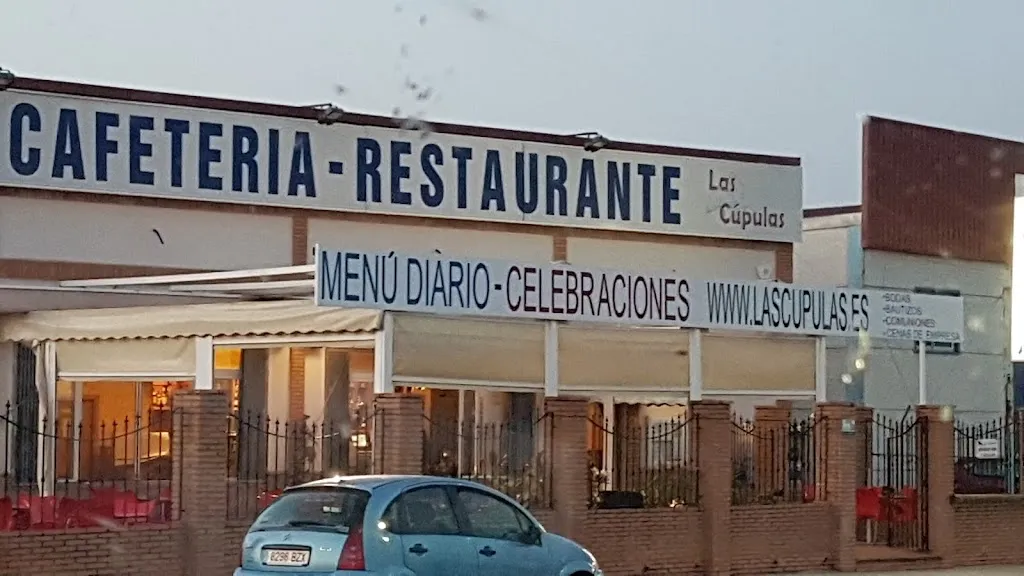 CAFETERIA - RESTAURANTE
Las
Cúpulas
MENÚ DIARIO - CELEBRACIONES WWW.LASCUPULAS.ES
-BODAS
-BAUTIZOS
-COMUNIONES
-CENAS DE EMPRESA
8296 BZX